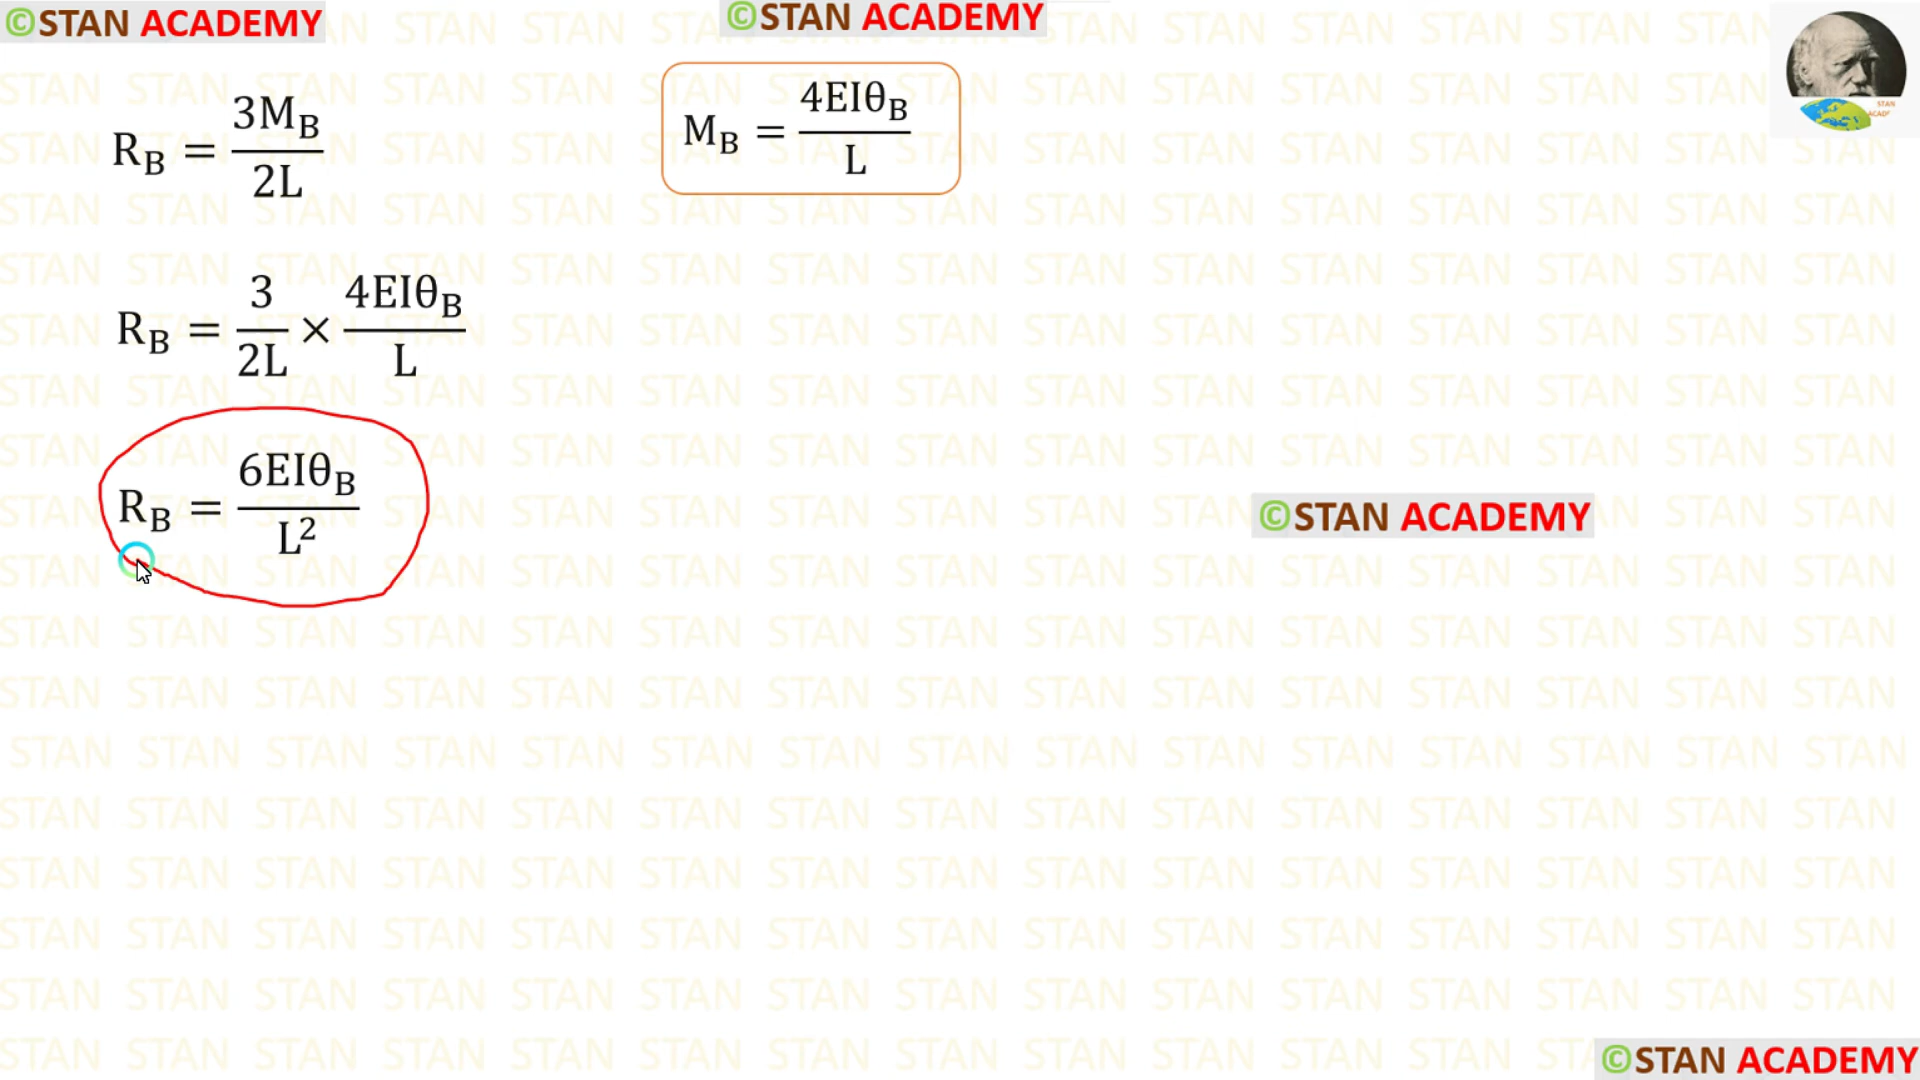 ©STAN ACADEMY
©STAN ACADEMY
R_B = 3M_B / 2L
M_B = 4EIθ_B / L
R_B = 3 / 2L × 4EIθ_B / L
R_B = 6EIθ_B / L²
©STAN ACADEMY
©STAN ACADEMY